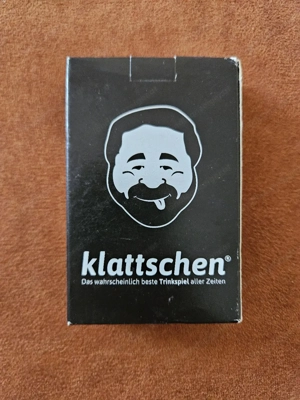 klattschen®
Das wahrscheinlich beste Trinkspiel aller Zeiten